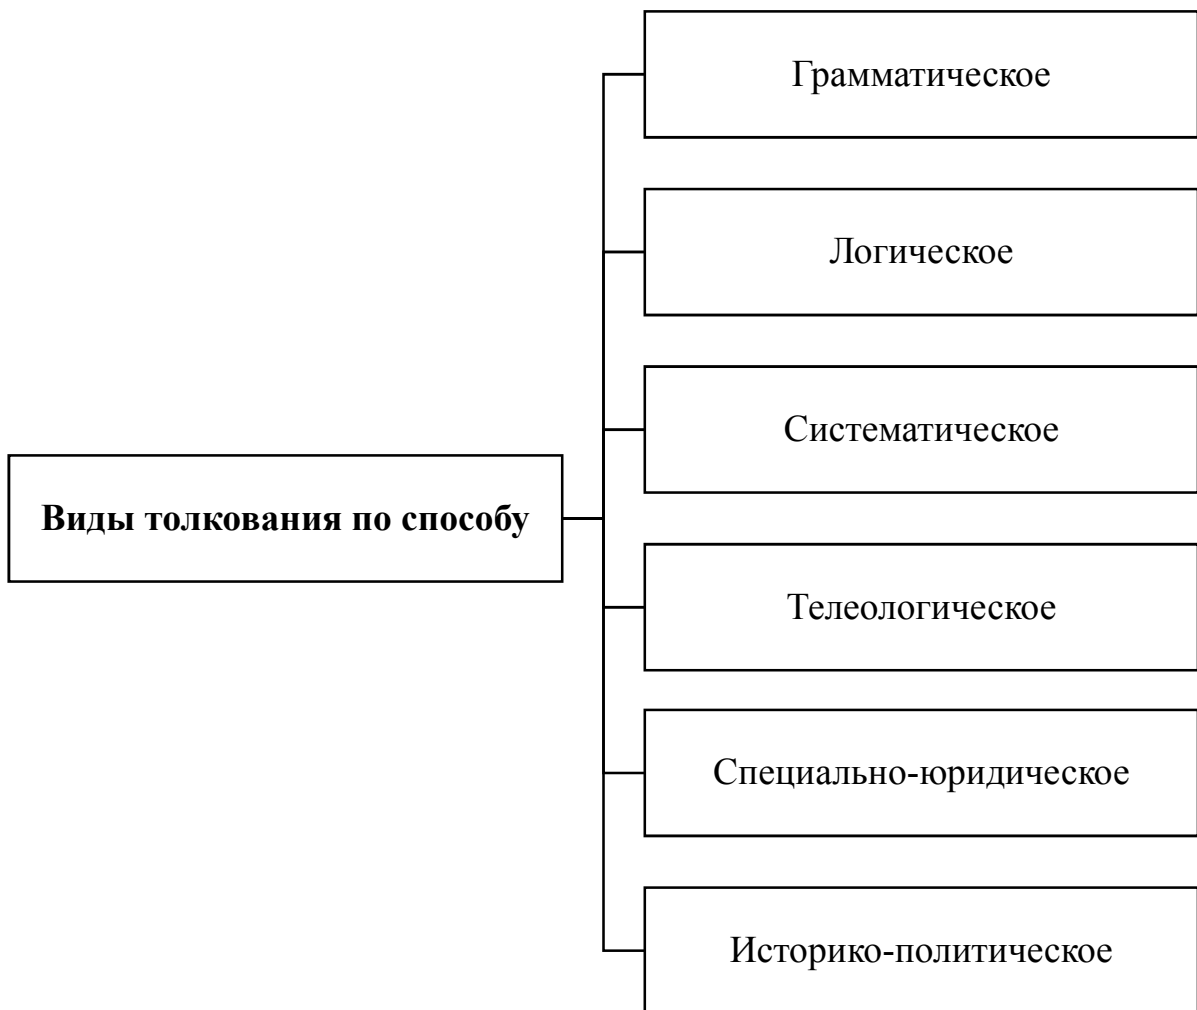 Грамматическое
Логическое
Систематическое
Виды толкования по способу
Телеологическое
Специально-юридическое
Историко-политическое